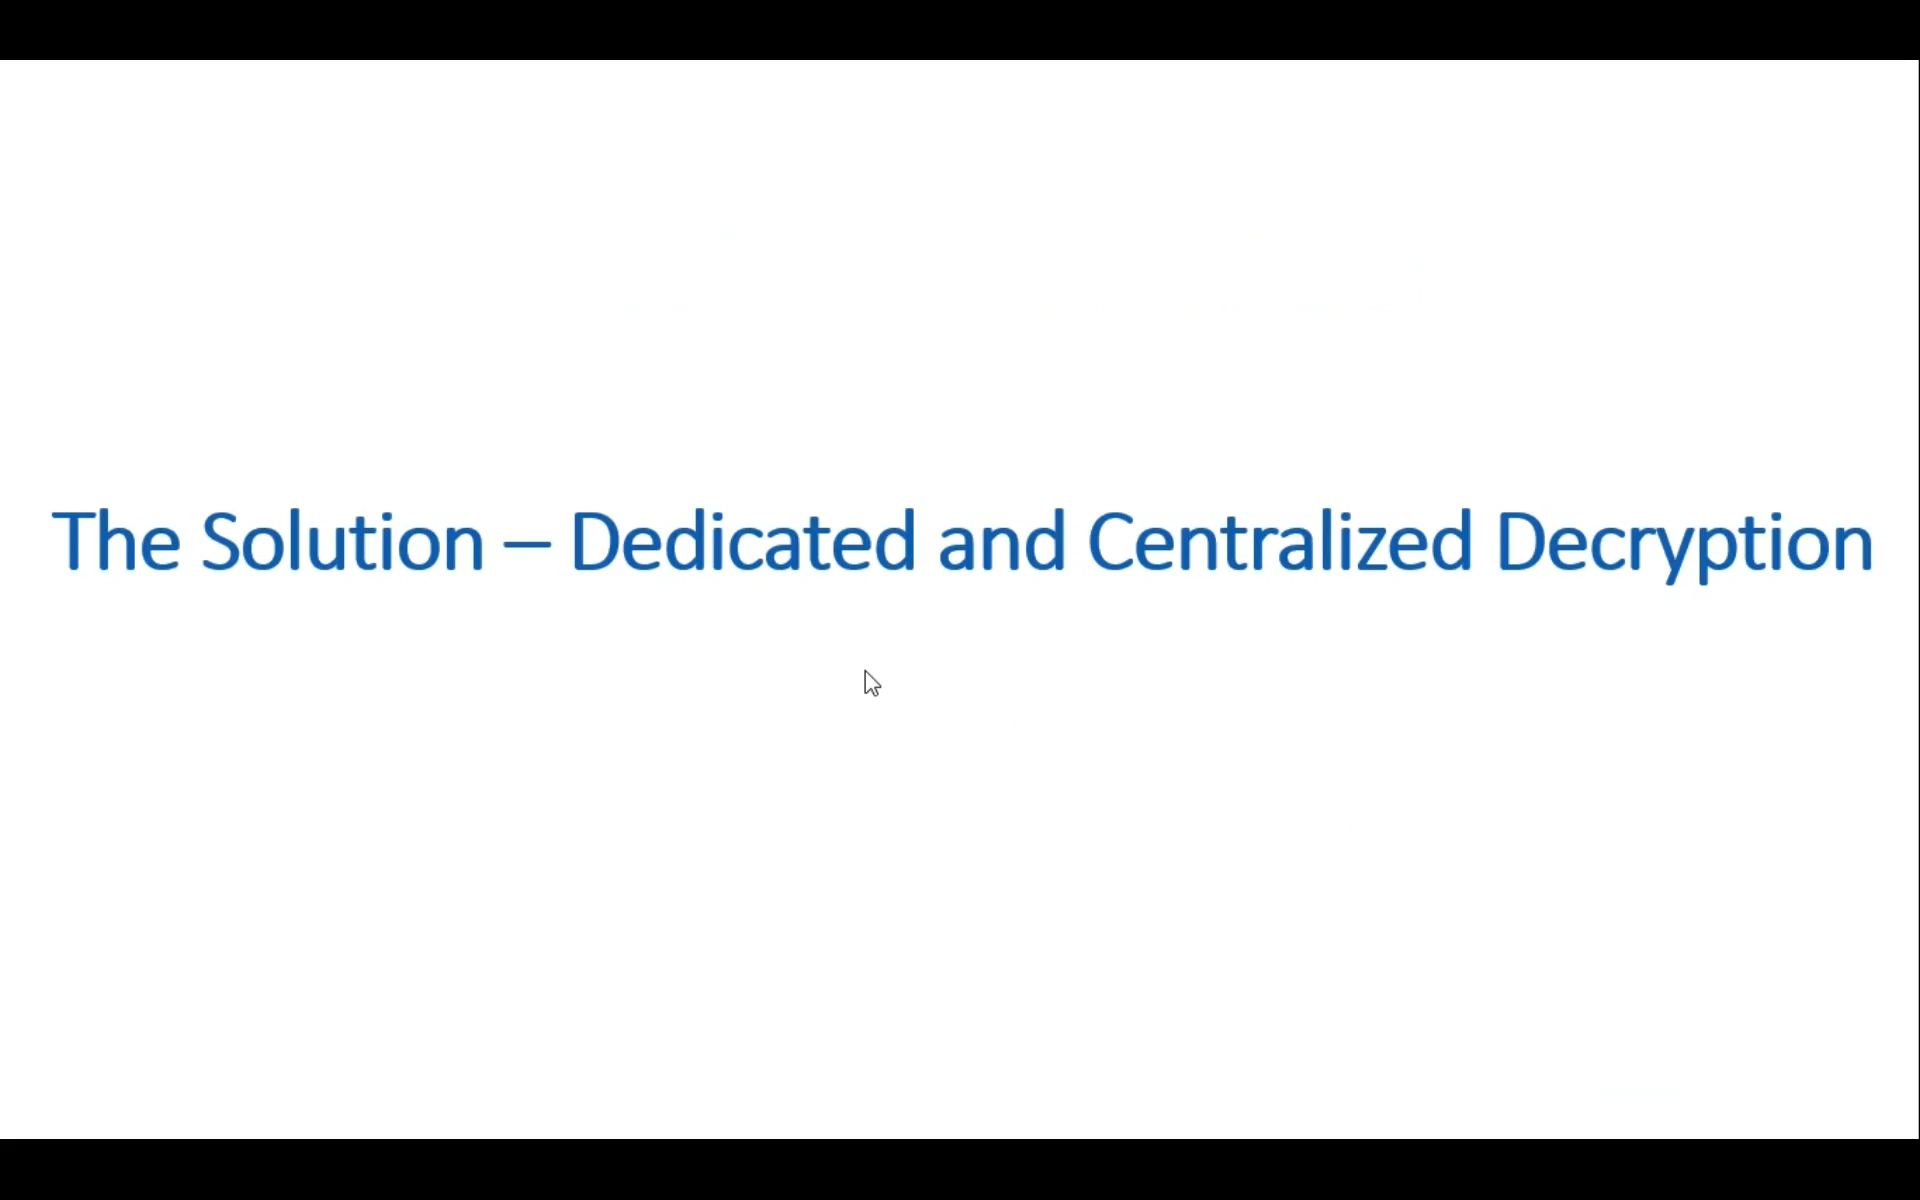 The Solution – Dedicated and Centralized Decryption